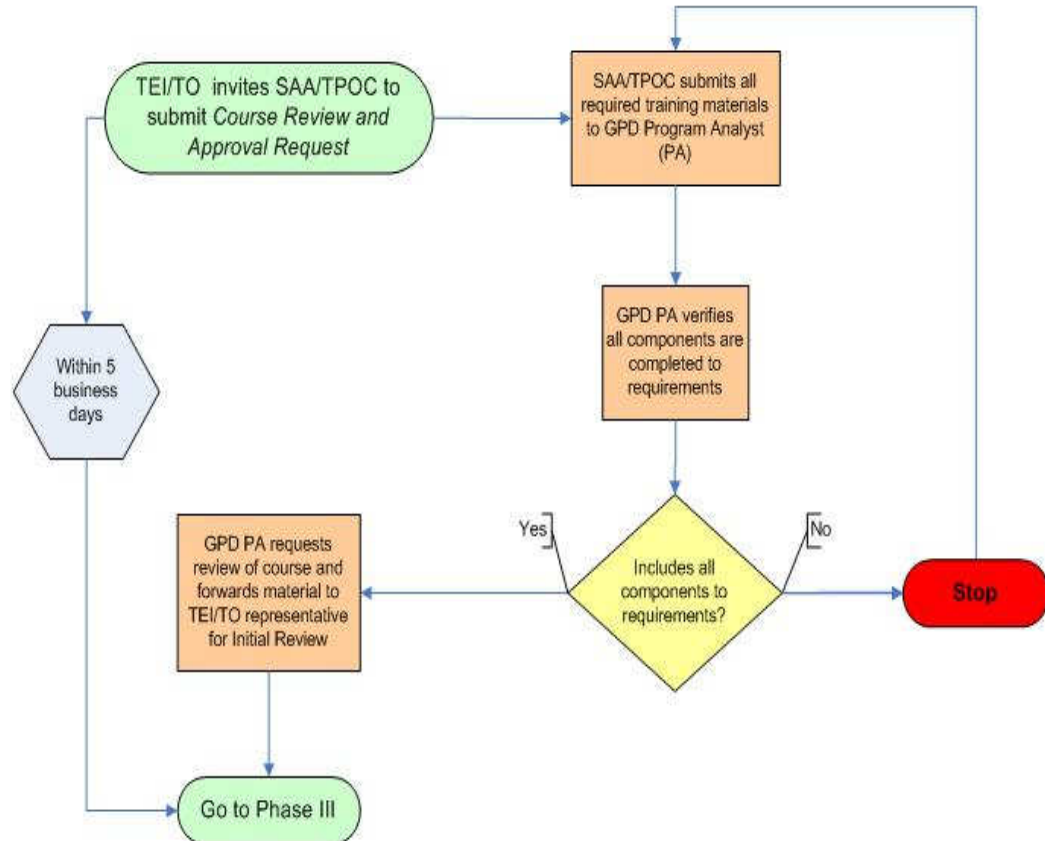 TEI/TO invites SAA/TPOC to
submit Course Review and
Approval Request
SAA/TPOC submits all
required training materials
to GPD Program Analyst
(PA)
Within 5
business
days
GPD PA verifies
all components are
completed to
requirements
Yes
No
GPD PA requests
review of course and
forwards material to
TEI/TO representative
for Initial Review
Includes all
components to
requirements?
Stop
Go to Phase III